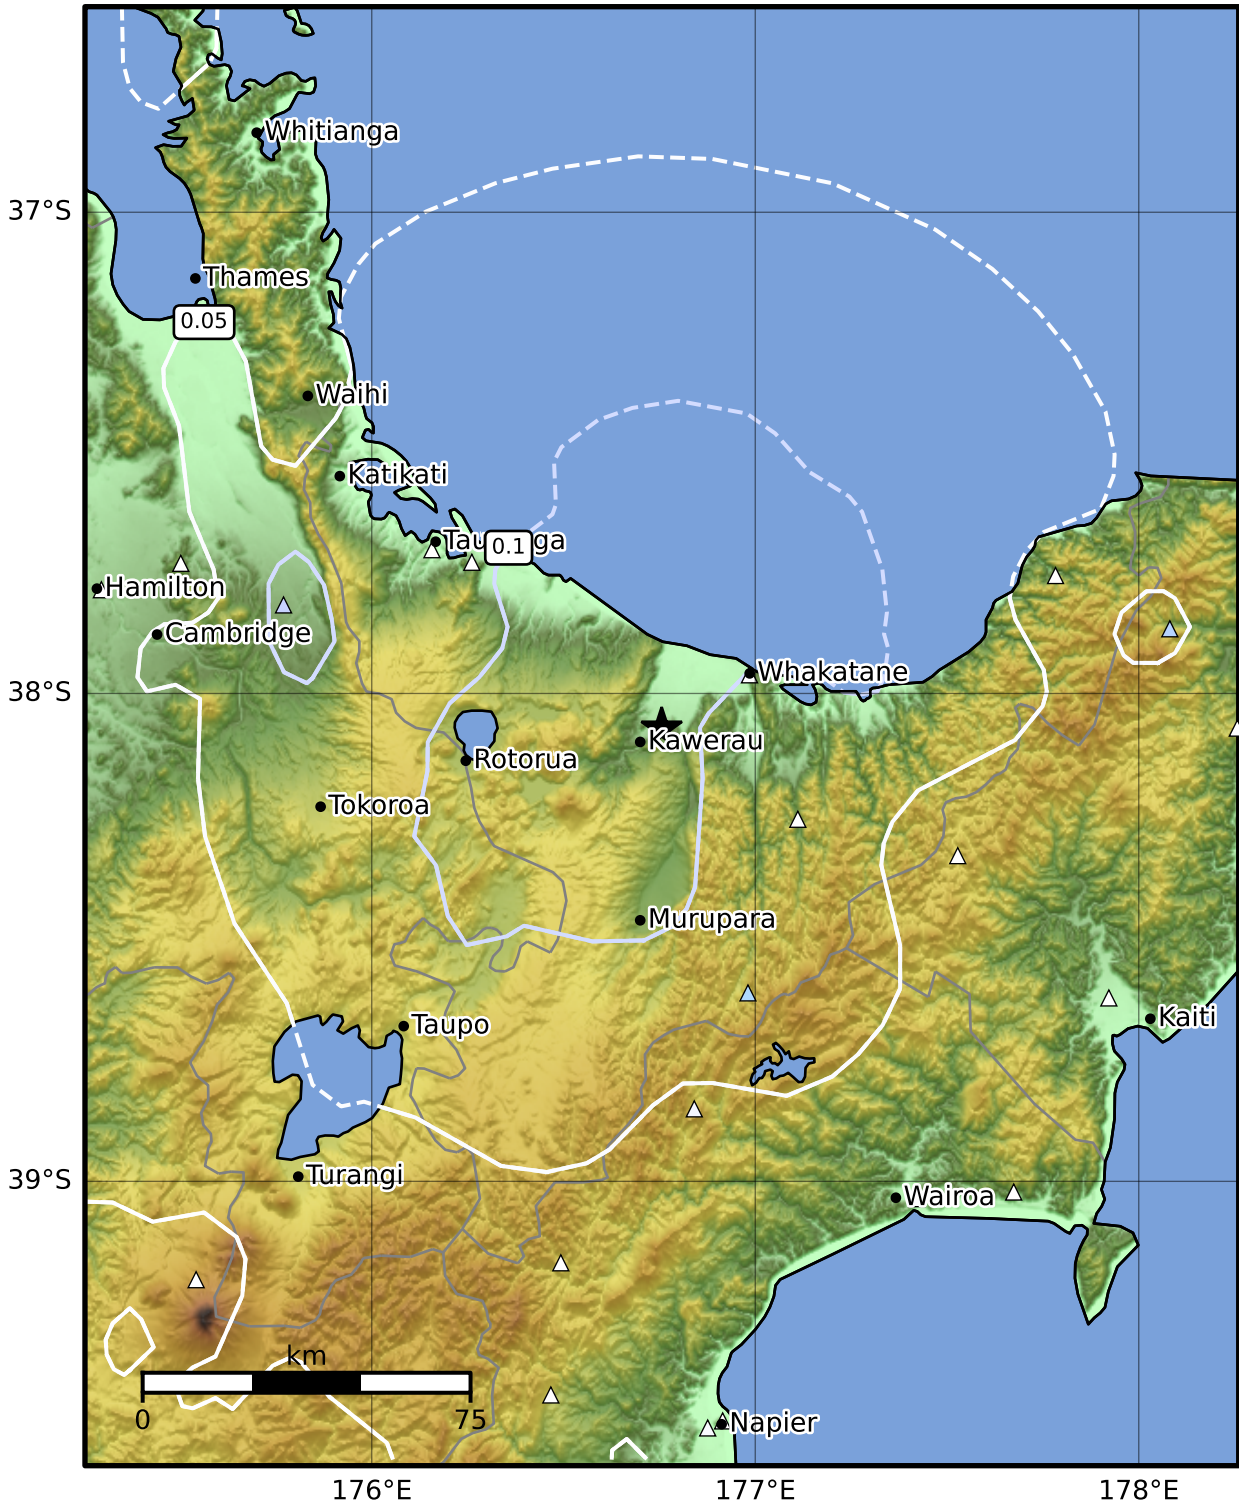 Whitianga
37°S
Thames
0.05
Waihi
Katikati
0.1
Hamilton
Cambridge
Whakatane
38°S
Kawerau
Rotorua
Tokoroa
Murupara
Kaiti
Taupo
39°S
Turangi
Wairoa
km
0 75
Napier
176°E 177°E 178°E